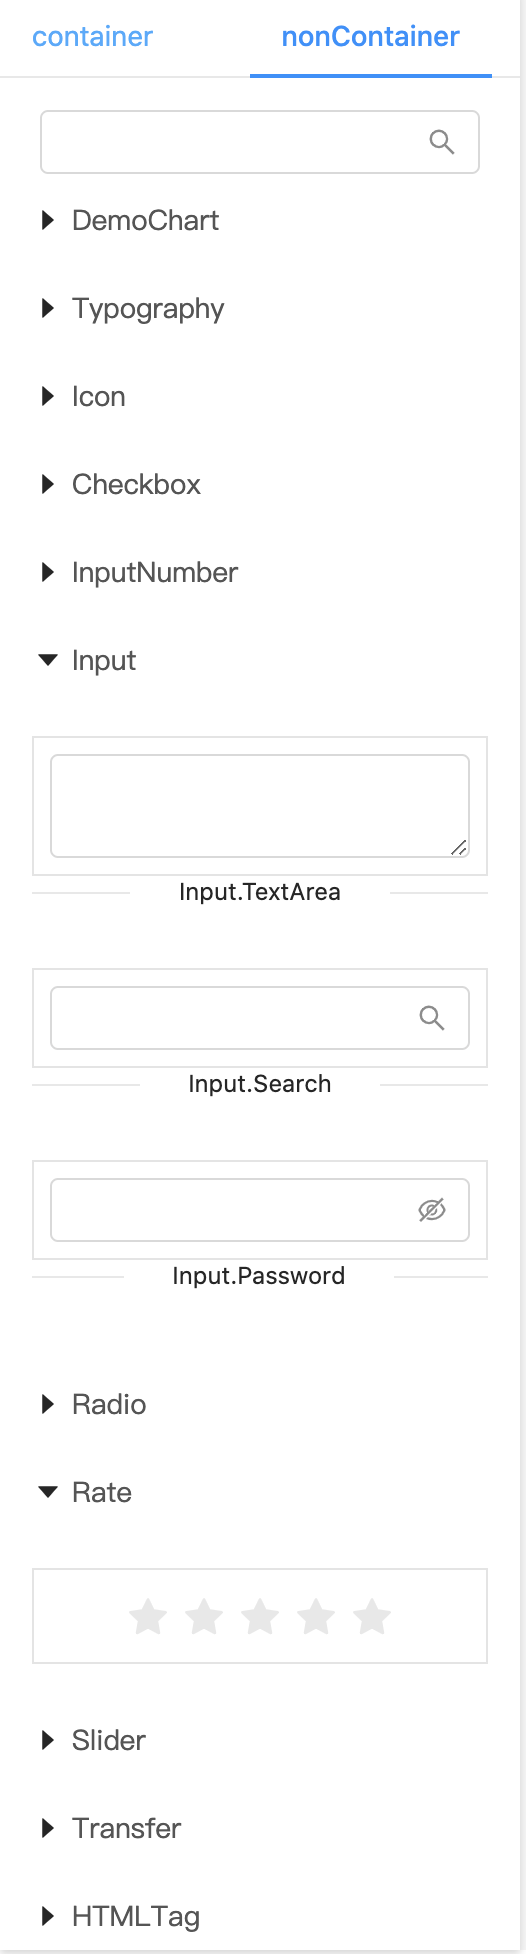 container nonContainer
DemoChart
Typography
Icon
Checkbox
InputNumber
Input
Input.TextArea
Input.Search
Input.Password
Radio
Rate
Slider
Transfer
HTMLTag